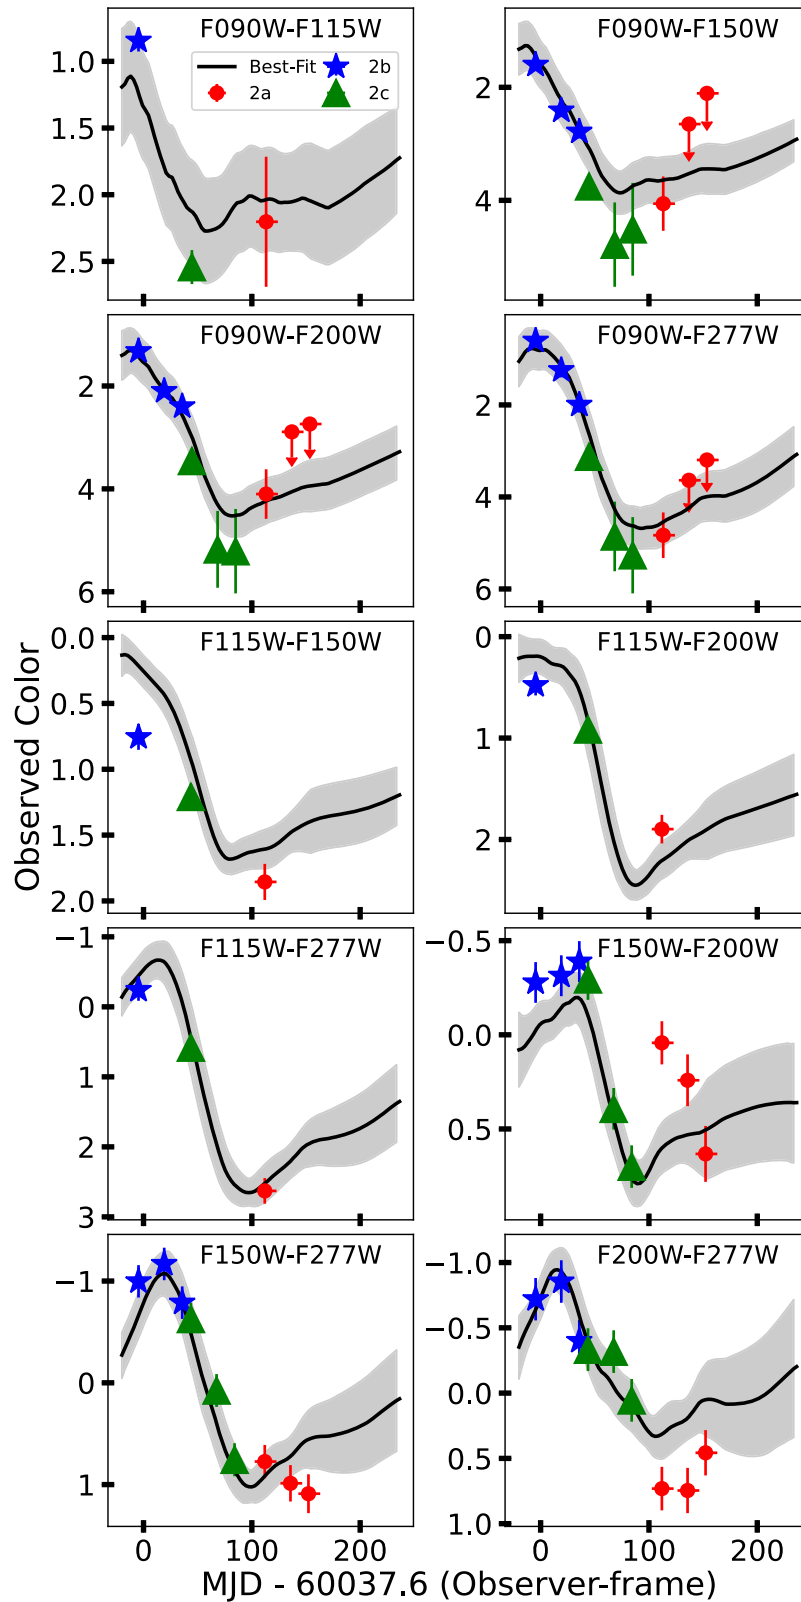 F090W-F115W
F090W-F150W
Best-Fit
2a
2b
2c
1.0
1.5
2.0
2.5
2
4
F090W-F200W
F090W-F277W
2
4
6
2
4
6
F115W-F150W
F115W-F200W
0.0
0.5
1.0
1.5
2.0
0
1
2
Observed Color
F115W-F277W
F150W-F200W
−1
0
1
2
3
−0.5
0.0
0.5
F150W-F277W
F200W-F277W
−1
0
1
−1.0
−0.5
0.0
0.5
1.0
0 100 200
0 100 200
MJD - 60037.6 (Observer-frame)